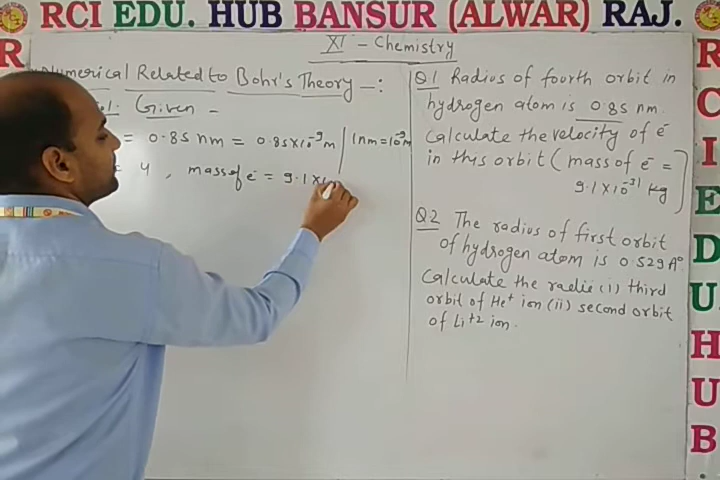 RCI EDU. HUB BANSUR (ALWAR) RAJ.
XI - Chemistry
Numerical Related to Bohr's Theory -:
Given -
= 0.85 nm = 0.85×10⁻⁹m | 1nm=10⁻⁹m
4 , mass of e⁻ = 9.1×10
Q1 Radius of fourth orbit in
hydrogen atom is 0.85 nm.
Calculate the velocity of e⁻
in this orbit (mass of e⁻ =
9.1×10⁻³¹ kg)
Q2 The radius of first orbit
of hydrogen atom is 0.529A°
Calculate the radii (i) third
orbit of He⁺ ion (ii) second orbit
of Li⁺² ion.
R
R
C
I
E
D
U.
H
U
B